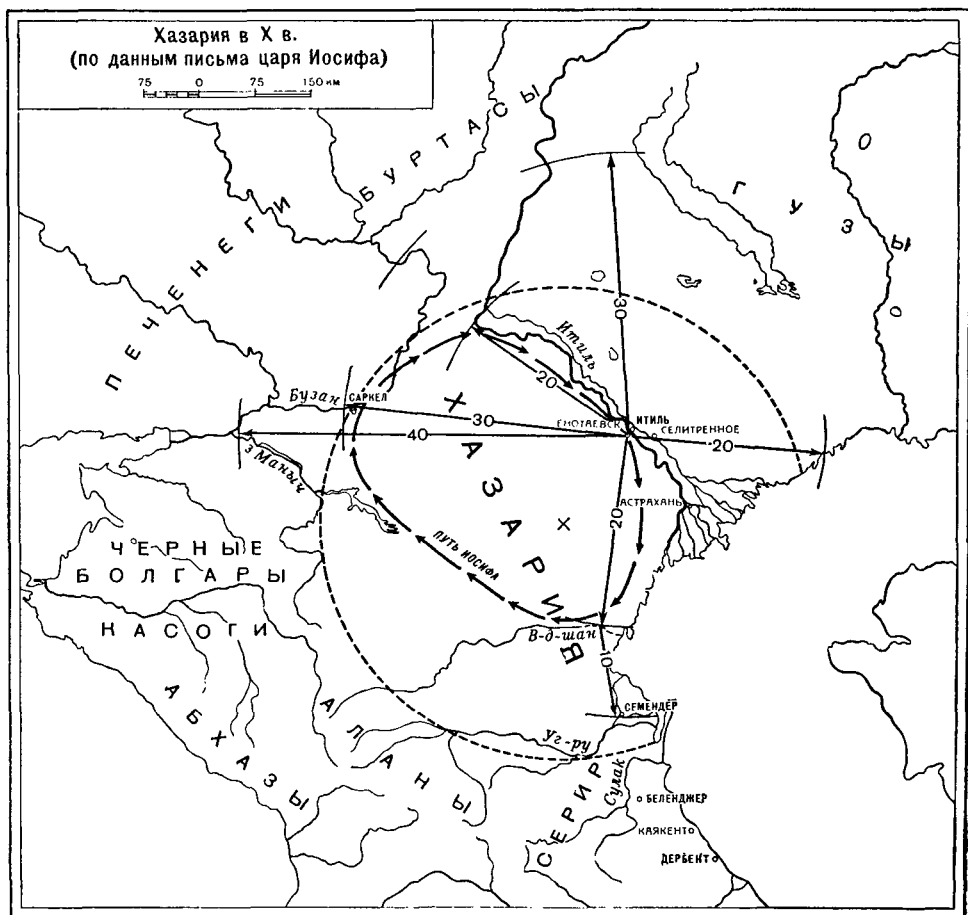 Хазария в X в.
(по данным письма царя Иосифа)
75 0 75 150 км
БУРТАСЫ
ПЕЧЕНЕГИ
ГУЗЫ
О
30
Итиль
20
Бузан
САРКЕЛ
30
40
ЕНОТАЕВСК
ИТИЛЬ
СЕЛИТРЕННОЕ
20
з Маныч
ХАЗАРИЯ
АСТРАХАНЬ
20
ПУТЬ ИОСИФА
ЧЕРНЫЕ
БОЛГАРЫ
КАСОГИ
В-д-шан
10
АБХАЗЫ
АЛАНЫ
СЕМЕНДЕР
Уг-ру
СЕРИР
Сулак
БЕЛЕНДЖЕР
КАЯКЕНТ
ДЕРБЕНТ